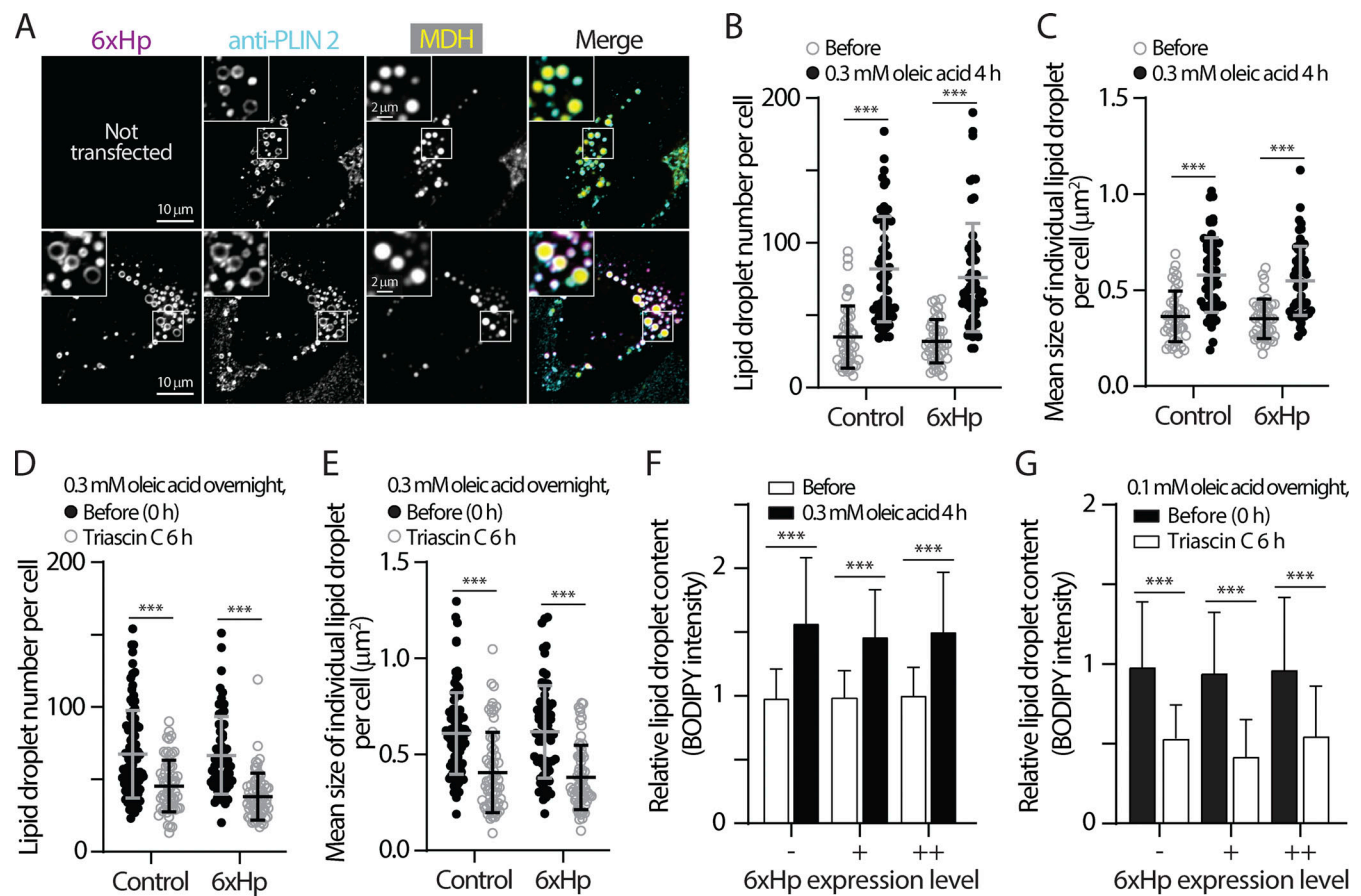 A
6xHp
anti-PLIN 2
MDH
Merge
Not
transfected
10 μm
2 μm
10 μm
2 μm
B
Before
0.3 mM oleic acid 4 h
Lipid droplet number per cell
200
100
0
***
***
Control
6xHp
C
Before
0.3 mM oleic acid 4 h
Mean size of individual lipid droplet
per cell (μm²)
1.5
1.0
0.5
0.0
***
***
Control
6xHp
D
0.3 mM oleic acid overnight,
Before (0 h)
Triascin C 6 h
Lipid droplet number per cell
200
100
0
***
***
Control
6xHp
E
0.3 mM oleic acid overnight,
Before (0 h)
Triascin C 6 h
Mean size of individual lipid droplet
per cell (μm²)
1.5
1.0
0.5
0.0
***
***
Control
6xHp
F
Before
0.3 mM oleic acid 4 h
Relative lipid droplet content
(BODIPY intensity)
2
1
0
***
***
***
- + ++
6xHp expression level
G
0.1 mM oleic acid overnight,
Before (0 h)
Triascin C 6 h
Relative lipid droplet content
(BODIPY intensity)
2
1
0
***
***
***
- + ++
6xHp expression level